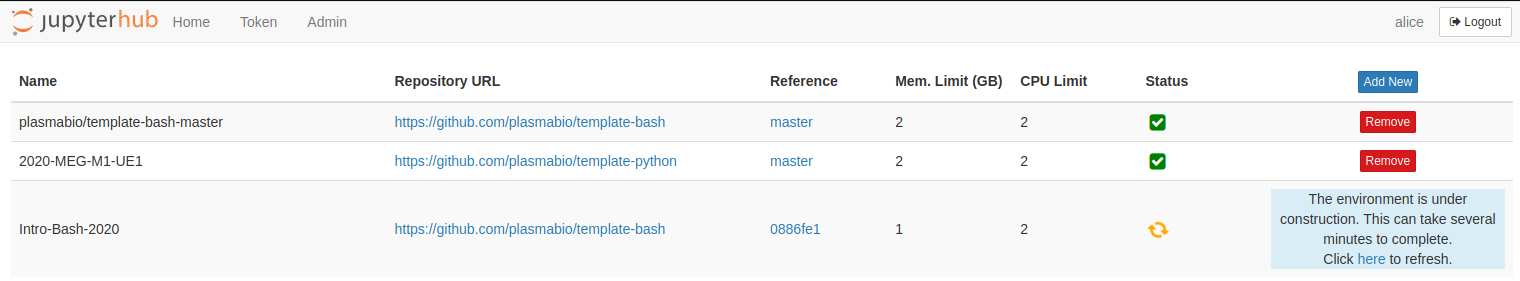 jupyterhub Home Token Admin alice Logout
Name Repository URL Reference Mem. Limit (GB) CPU Limit Status Add New
plasmabio/template-bash-master https://github.com/plasmabio/template-bash master 2 2 Remove
2020-MEG-M1-UE1 https://github.com/plasmabio/template-python master 2 2 Remove
Intro-Bash-2020 https://github.com/plasmabio/template-bash 0886fe1 1 2
The environment is under
construction. This can take several
minutes to complete.
Click here to refresh.